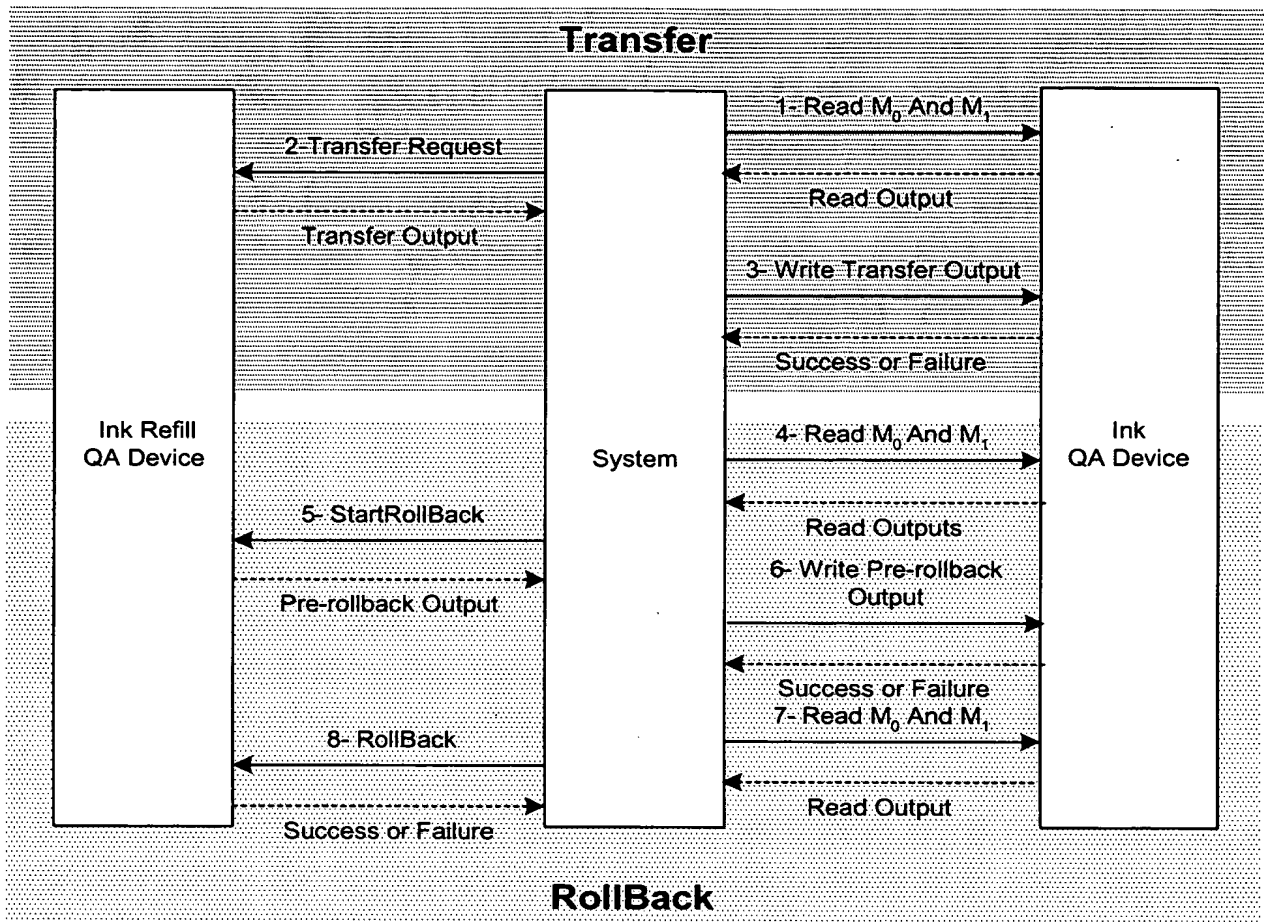 Transfer
1- Read M₀ And M₁
2-Transfer Request
Read Output
Transfer Output
3- Write Transfer Output
Success or Failure
Ink Refill
QA Device
System
Ink
QA Device
4- Read M₀ And M₁
Read Outputs
5- StartRollBack
Pre-rollback Output
6- Write Pre-rollback
Output
Success or Failure
7- Read M₀ And M₁
8- RollBack
Read Output
Success or Failure
RollBack